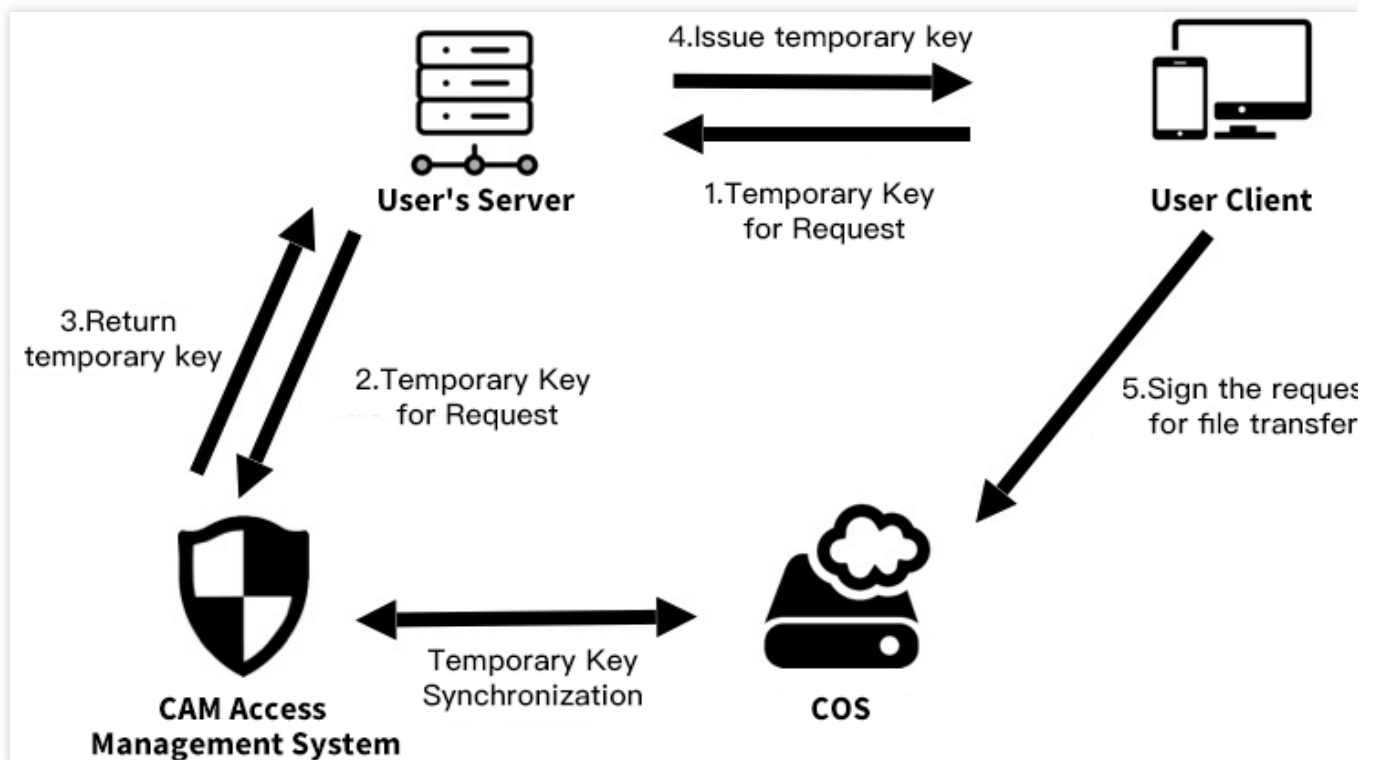 4.Issue temporary key
1.Temporary Key
for Request
User's Server
User Client
3.Return
temporary key
2.Temporary Key
for Request
5.Sign the reques
for file transfer
Temporary Key
Synchronization
CAM Access
Management System
COS